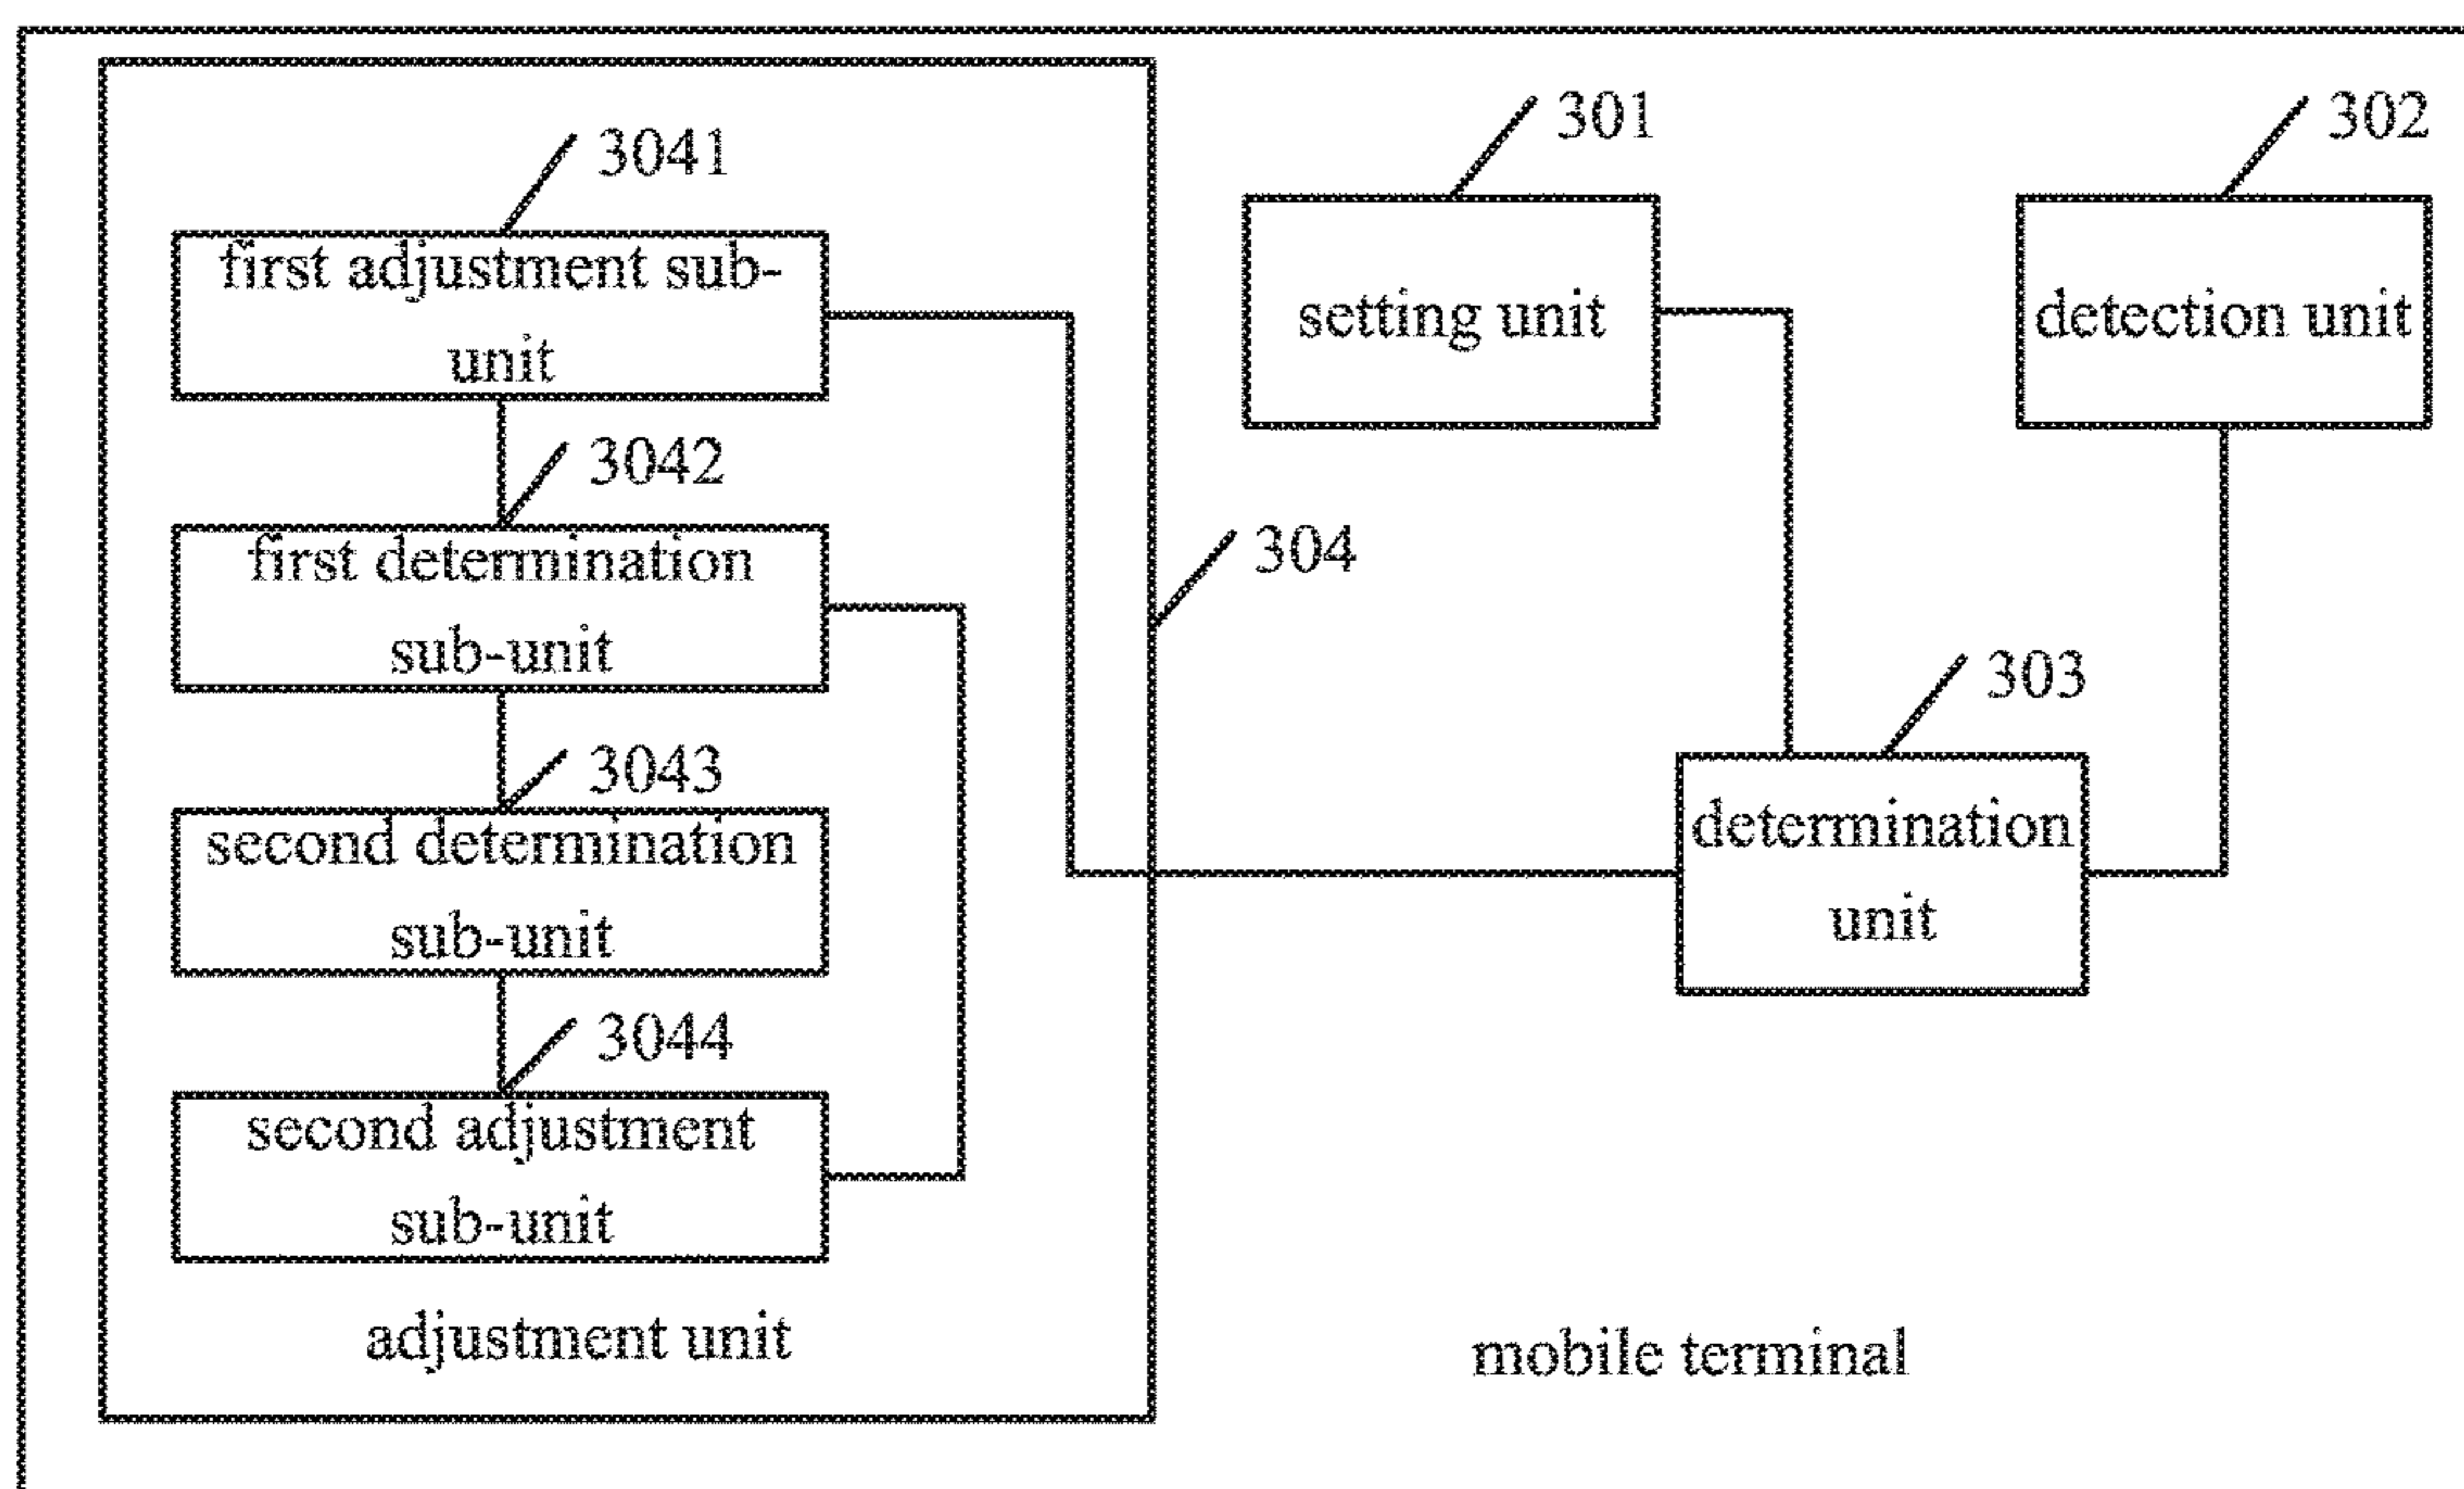 3041
first adjustment sub-
unit
3042
first determination
sub-unit
3043
second determination
sub-unit
3044
second adjustment
sub-unit
adjustment unit
304
301
setting unit
302
detection unit
303
determination
unit
mobile terminal